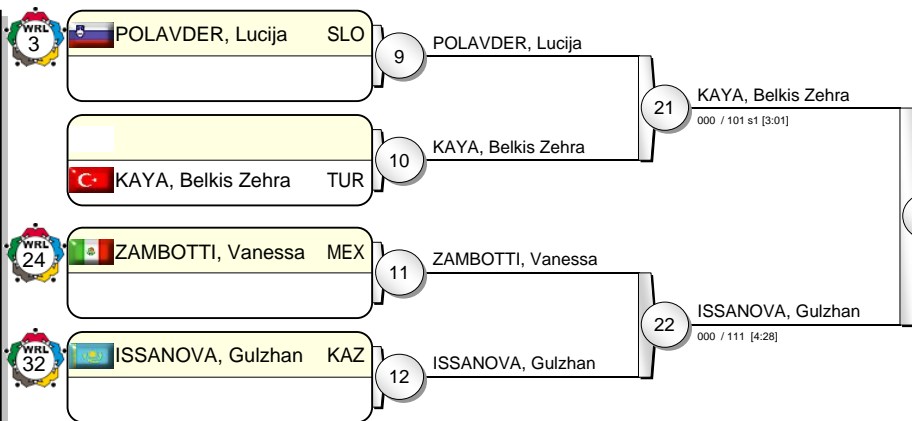 WRL
3
POLAVDER, Lucija SLO
9
POLAVDER, Lucija
21
KAYA, Belkis Zehra
000 / 101 s1 [3:01]
KAYA, Belkis Zehra TUR
10
KAYA, Belkis Zehra
WRL
24
ZAMBOTTI, Vanessa MEX
11
ZAMBOTTI, Vanessa
22
ISSANOVA, Gulzhan
000 / 111 [4:28]
WRL
32
ISSANOVA, Gulzhan KAZ
12
ISSANOVA, Gulzhan